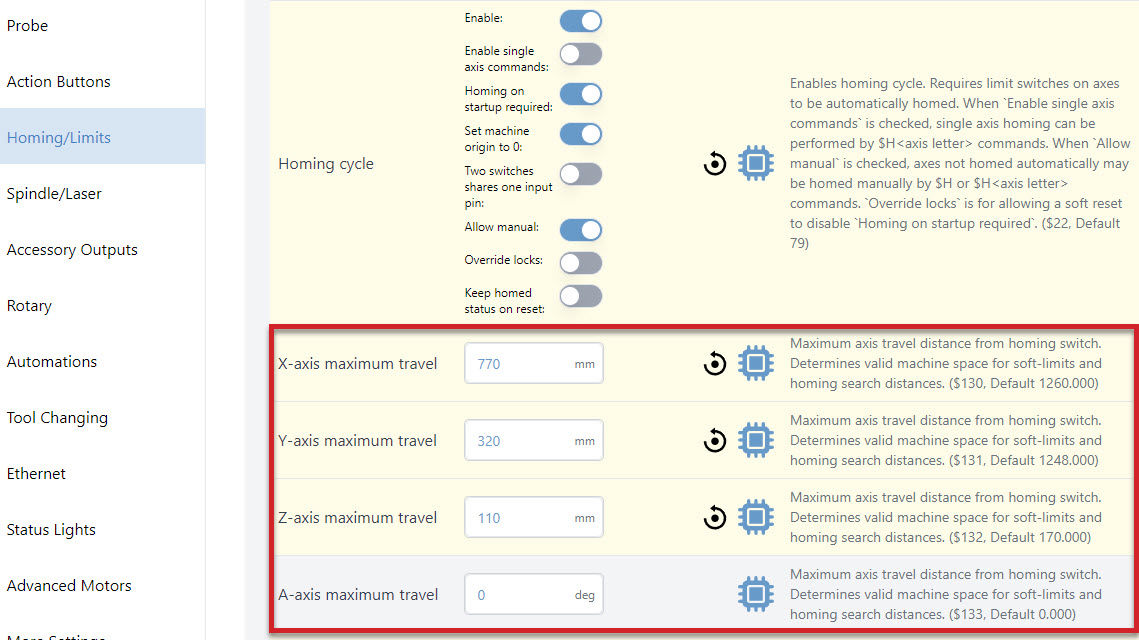 Probe
Action Buttons
Homing/Limits
Spindle/Laser
Accessory Outputs
Rotary
Automations
Tool Changing
Ethernet
Status Lights
Advanced Motors
More Settings
Homing cycle
Enable:
Enable single
axis commands:
Homing on
startup required:
Set machine
origin to 0:
Two switches
shares one input
pin:
Allow manual:
Override locks:
Keep homed
status on reset:
Enables homing cycle. Requires limit switches on axes
to be automatically homed. When `Enable single axis
commands` is checked, single axis homing can be
performed by $H<axis letter> commands. When `Allow
manual` is checked, axes not homed automatically may
be homed manually by $H or $H<axis letter>
commands. `Override locks` is for allowing a soft reset
to disable `Homing on startup required`. ($22, Default
79)
X-axis maximum travel
770 mm
Maximum axis travel distance from homing switch.
Determines valid machine space for soft-limits and
homing search distances. ($130, Default 1260.000)
Y-axis maximum travel
320 mm
Maximum axis travel distance from homing switch.
Determines valid machine space for soft-limits and
homing search distances. ($131, Default 1248.000)
Z-axis maximum travel
110 mm
Maximum axis travel distance from homing switch.
Determines valid machine space for soft-limits and
homing search distances. ($132, Default 170.000)
A-axis maximum travel
0 deg
Maximum axis travel distance from homing switch.
Determines valid machine space for soft-limits and
homing search distances. ($133, Default 0.000)